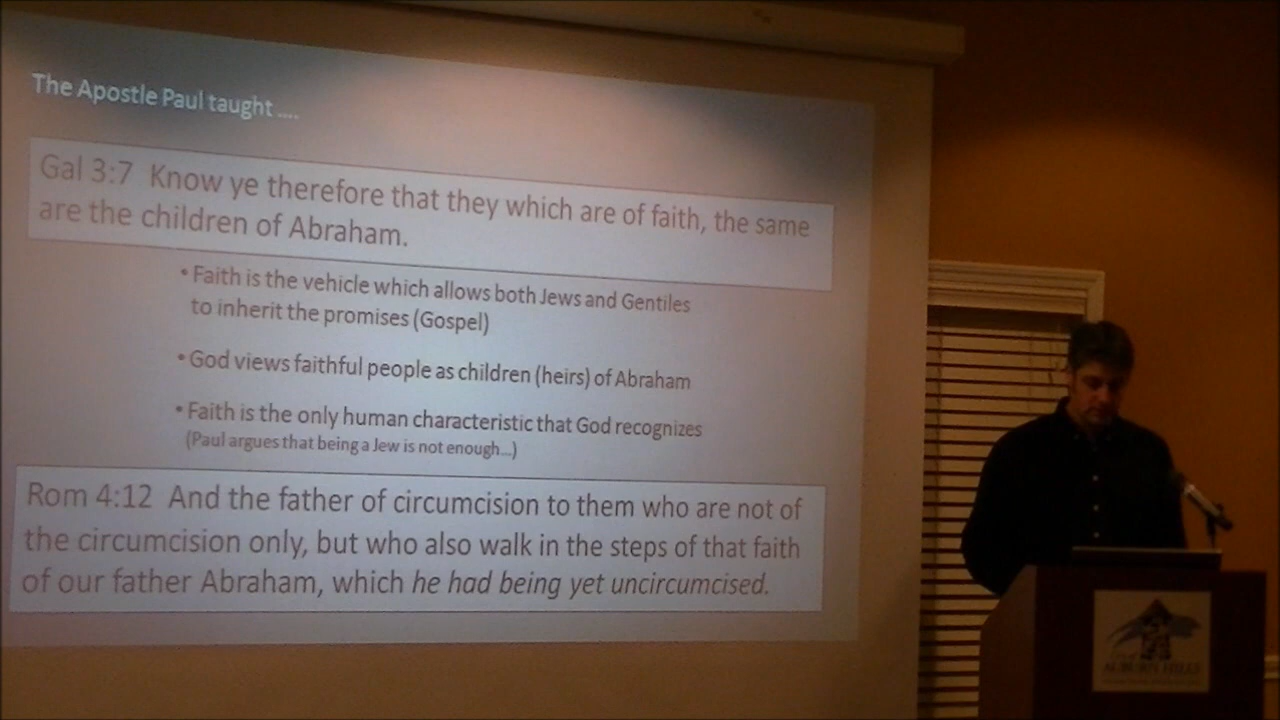 The Apostle Paul taught ....
Gal 3:7 Know ye therefore that they which are of faith, the same
are the children of Abraham.
• Faith is the vehicle which allows both Jews and Gentiles
to inherit the promises (Gospel)
• God views faithful people as children (heirs) of Abraham
• Faith is the only human characteristic that God recognizes
(Paul argues that being a Jew is not enough...)
Rom 4:12 And the father of circumcision to them who are not of
the circumcision only, but who also walk in the steps of that faith
of our father Abraham, which he had being yet uncircumcised.
AUBURN HILLS